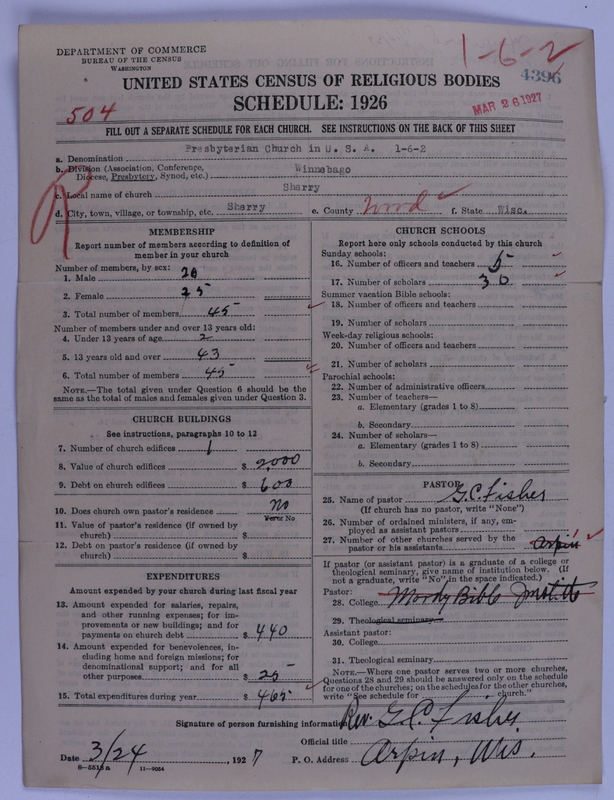 DEPARTMENT OF COMMERCE
BUREAU OF THE CENSUS
WASHINGTON
1-6-2
4396
UNITED STATES CENSUS OF RELIGIOUS BODIES
504
SCHEDULE: 1926
MAR 26 1927
FILL OUT A SEPARATE SCHEDULE FOR EACH CHURCH. SEE INSTRUCTIONS ON THE BACK OF THIS SHEET
a. Denomination Presbyterian Church in U. S. A. 1-6-2
b. Division (Association, Conference, Diocese, Presbytery, Synod, etc.) Winnebago
c. Local name of church Sherry
d. City, town, village, or township, etc. Sherry e. County Wood f. State Wisc.
R
MEMBERSHIP
Report number of members according to definition of
member in your church
Number of members, by sex:
1. Male 20
2. Female 25
3. Total number of members 45
Number of members under and over 13 years old:
4. Under 13 years of age 2
5. 13 years old and over 43
6. Total number of members 45
NOTE.—The total given under Question 6 should be
same as the total of males and females given under Question 3.
CHURCH BUILDINGS
See instructions, paragraphs 10 to 12
7. Number of church edifices 1
8. Value of church edifices $ 2,000
9. Debt on church edifices $ 600
10. Does church own pastor's residence no
Yes or No
11. Value of pastor's residence (if owned by
church) $
12. Debt on pastor's residence (if owned by
church) $
EXPENDITURES
Amount expended by your church during last fiscal year
13. Amount expended for salaries, repairs,
and other running expenses; for im-
provements or new buildings; and for
payments on church debt $ 440
14. Amount expended for benevolences, in-
cluding home and foreign missions; for
denominational support; and for all
other purposes $ 25
15. Total expenditures during year $ 465
CHURCH SCHOOLS
Report here only schools conducted by this church
Sunday schools:
16. Number of officers and teachers 5
17. Number of scholars 30
Summer vacation Bible schools:
18. Number of officers and teachers
19. Number of scholars
Week-day religious schools:
20. Number of officers and teachers
21. Number of scholars
Parochial schools:
22. Number of administrative officers
23. Number of teachers—
a. Elementary (grades 1 to 8)
b. Secondary
24. Number of scholars—
a. Elementary (grades 1 to 8)
b. Secondary
PASTOR
25. Name of pastor G. C. Fisher
(If church has no pastor, write "None")
26. Number of ordained ministers, if any, em-
ployed as assistant pastors
27. Number of other churches served by the
pastor or his assistants Arpin 1
If pastor (or assistant pastor) is a graduate of a college or
theological seminary, give name of institution below. (If
not a graduate, write "No" in the space indicated.)
Pastor:
28. College Moody Bible Institute
29. Theological seminary
Assistant pastor:
30. College
31. Theological seminary
NOTE.—Where one pastor serves two or more churches,
Questions 28 and 29 should be answered only on the schedule
for one of the churches; on the schedules for the other churches,
write "See schedule for church."
Signature of person furnishing information Rev. G. C. Fisher
Official title
Date 3/24, 1927 P. O. Address Arpin, Wis.
8—5513a 11—9054